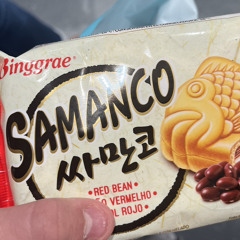 Binggrae
SAMANCO
싸만코
• RED BEAN •
VERMELHO •
ROJO •